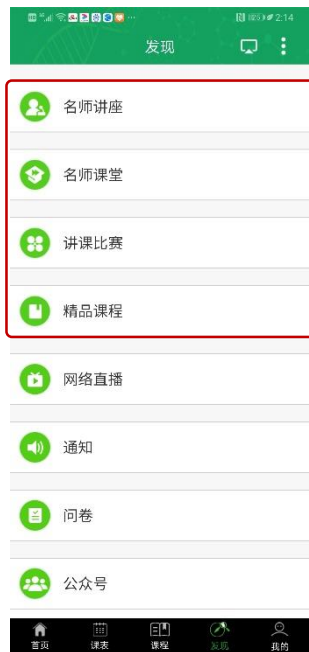 2:14
发现
名师讲座
名师课堂
讲课比赛
精品课程
网络直播
通知
问卷
公众号
首页
课表
课程
发现
我的